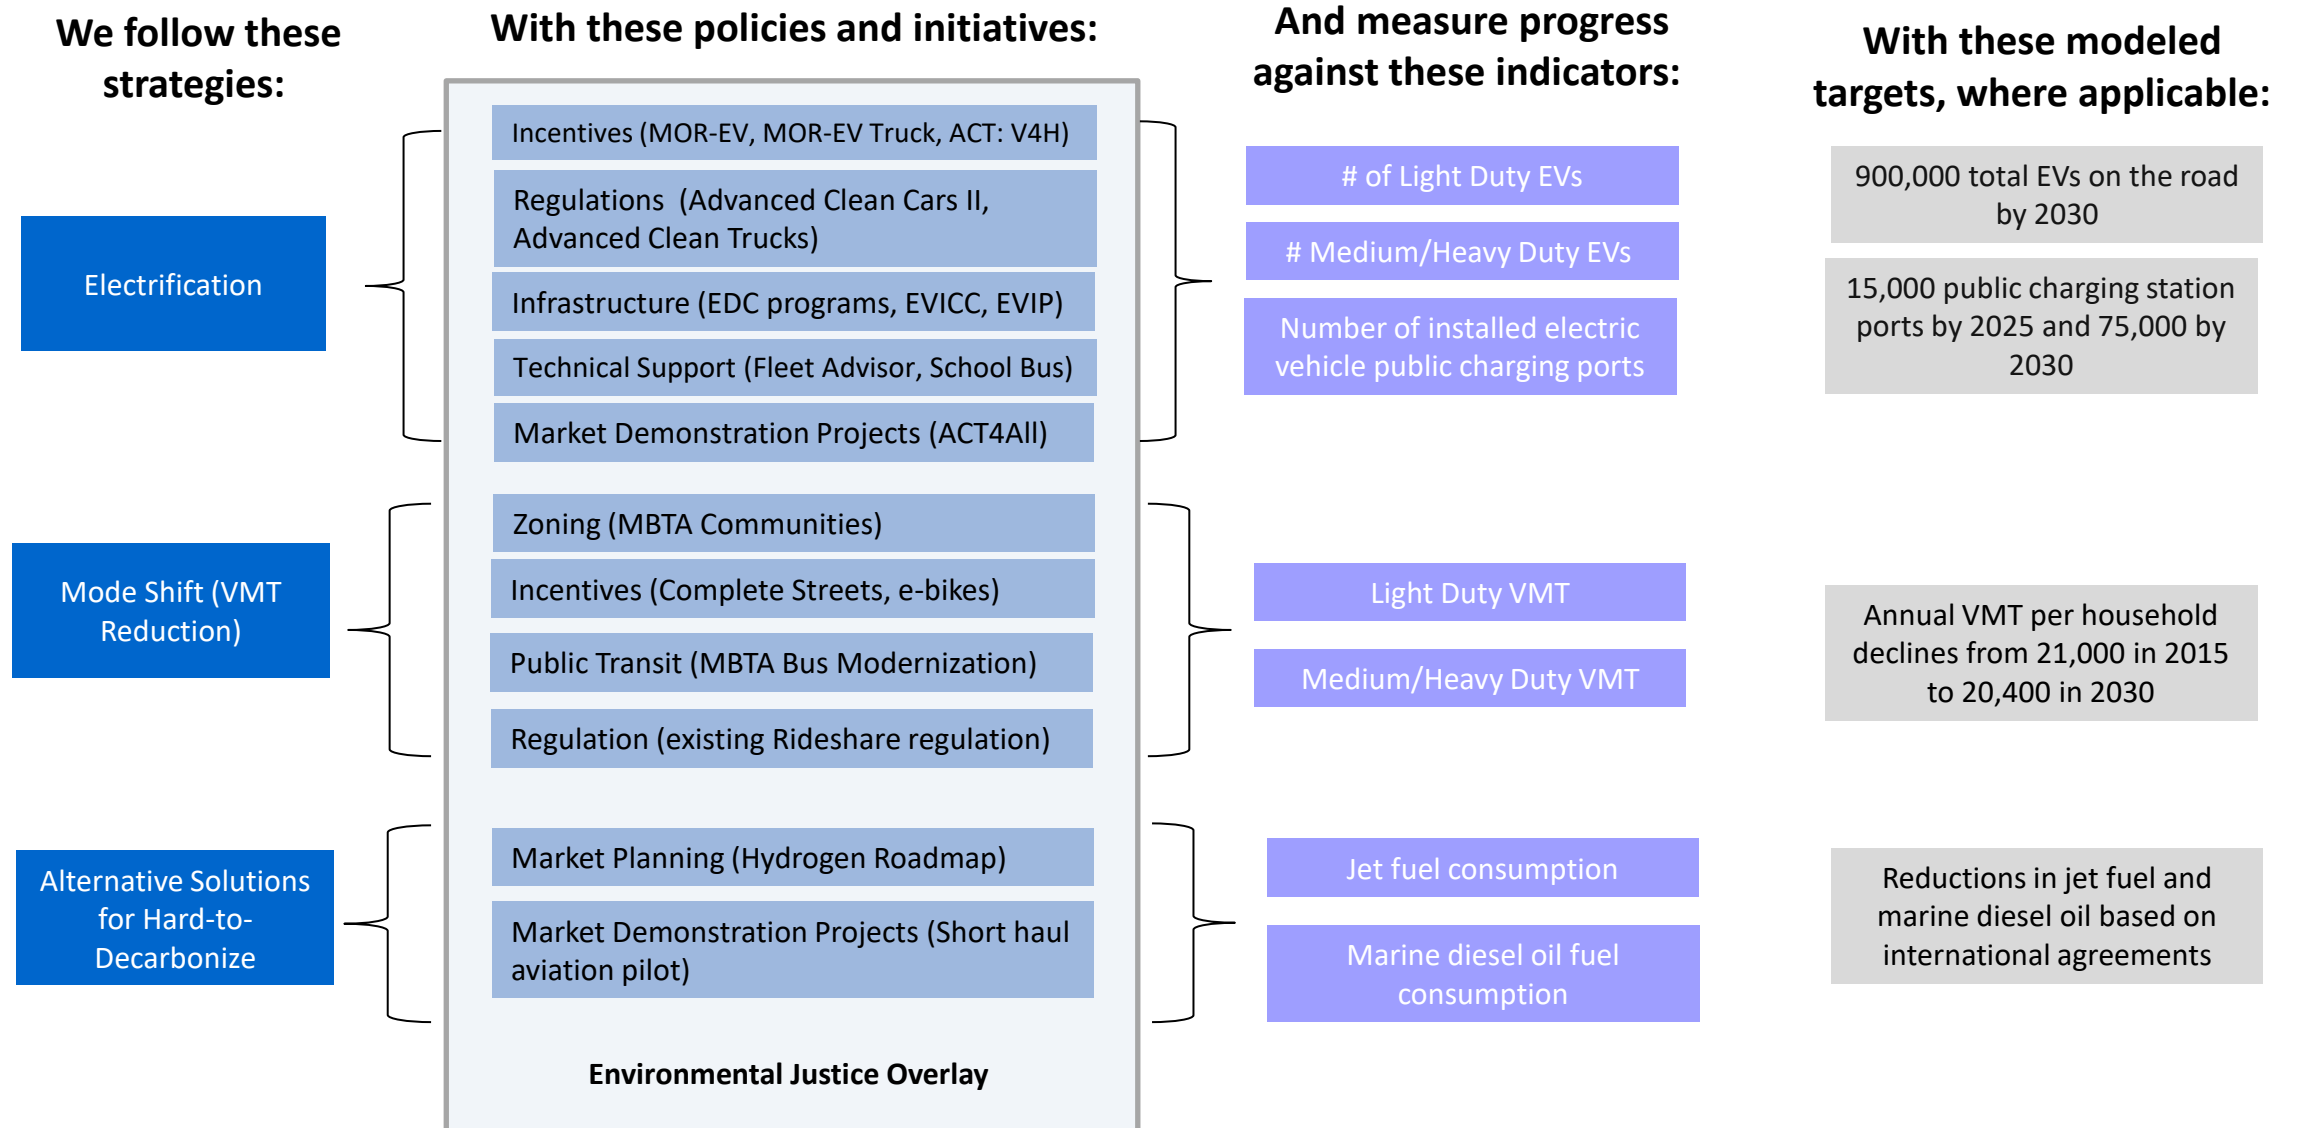 We follow these
strategies:
With these policies and initiatives:
And measure progress
against these indicators:
With these modeled
targets, where applicable:
Electrification
Incentives (MOR-EV, MOR-EV Truck, ACT: V4H)
Regulations  (Advanced Clean Cars II,
Advanced Clean Trucks)
Infrastructure (EDC programs, EVICC, EVIP)
Technical Support (Fleet Advisor, School Bus)
Market Demonstration Projects (ACT4All)
# of Light Duty EVs
# Medium/Heavy Duty EVs
Number of installed electric
vehicle public charging ports
900,000 total EVs on the road
by 2030
15,000 public charging station
ports by 2025 and 75,000 by
2030
Mode Shift (VMT
Reduction)
Zoning (MBTA Communities)
Incentives (Complete Streets, e-bikes)
Public Transit (MBTA Bus Modernization)
Regulation (existing Rideshare regulation)
Light Duty VMT
Medium/Heavy Duty VMT
Annual VMT per household
declines from 21,000 in 2015
to 20,400 in 2030
Alternative Solutions
for Hard-to-
Decarbonize
Market Planning (Hydrogen Roadmap)
Market Demonstration Projects (Short haul
aviation pilot)
Jet fuel consumption
Marine diesel oil fuel
consumption
Reductions in jet fuel and
marine diesel oil based on
international agreements
Environmental Justice Overlay